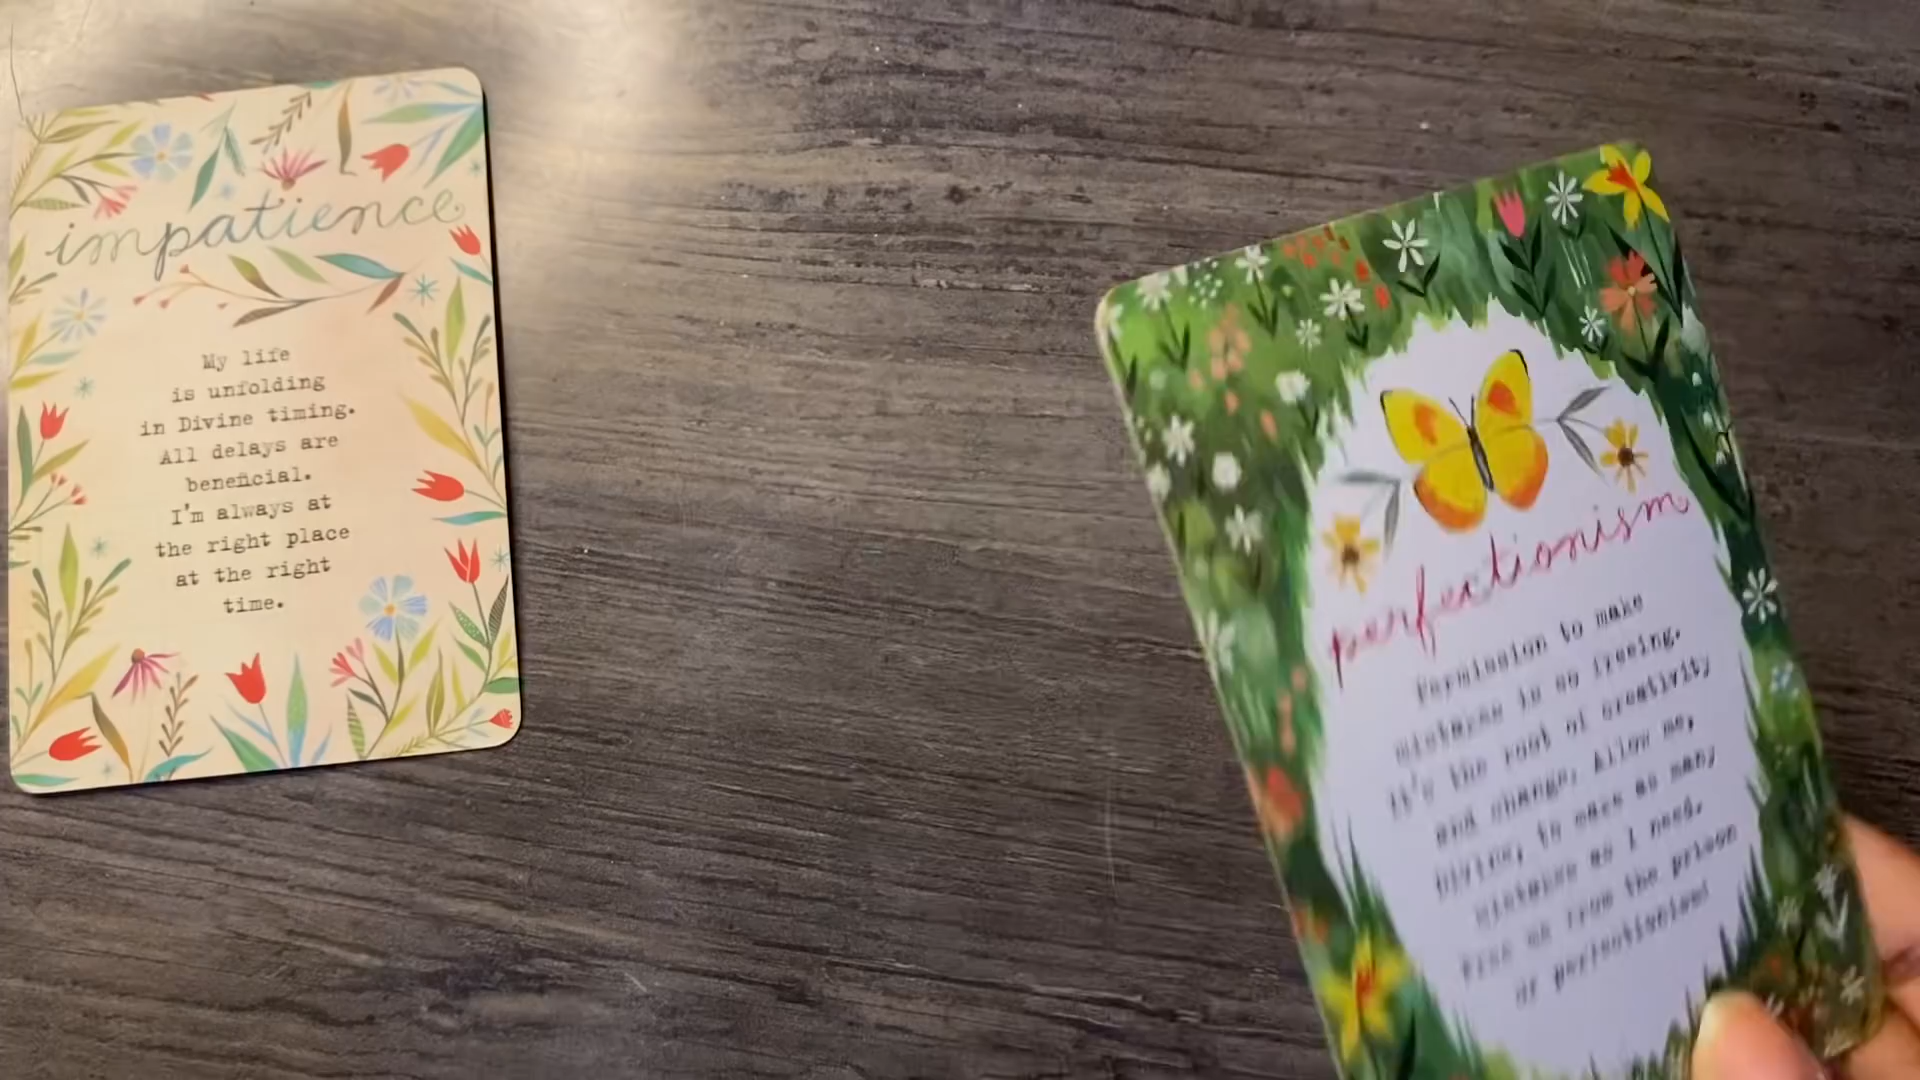 impatience
My life
is unfolding
in Divine timing.
All delays are
beneficial.
I'm always at
the right place
at the right
time.
perfectionism
Permission to make
mistakes is so freeing.
It's the root of creativity
and change. Allow me,
Divine, to make as many
mistakes as I need.
Free me from the prison
of perfectionism!